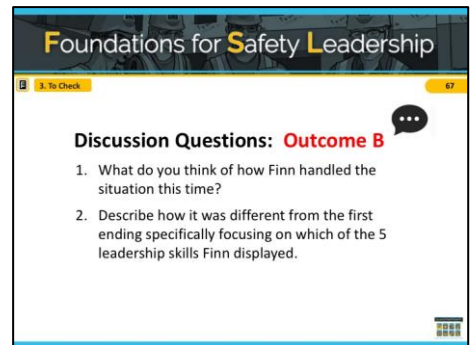 Foundations for Safety Leadership
F
3. To Check
67
Discussion Questions: Outcome B
1. What do you think of how Finn handled the
situation this time?
2. Describe how it was different from the first
ending specifically focusing on which of the 5
leadership skills Finn displayed.